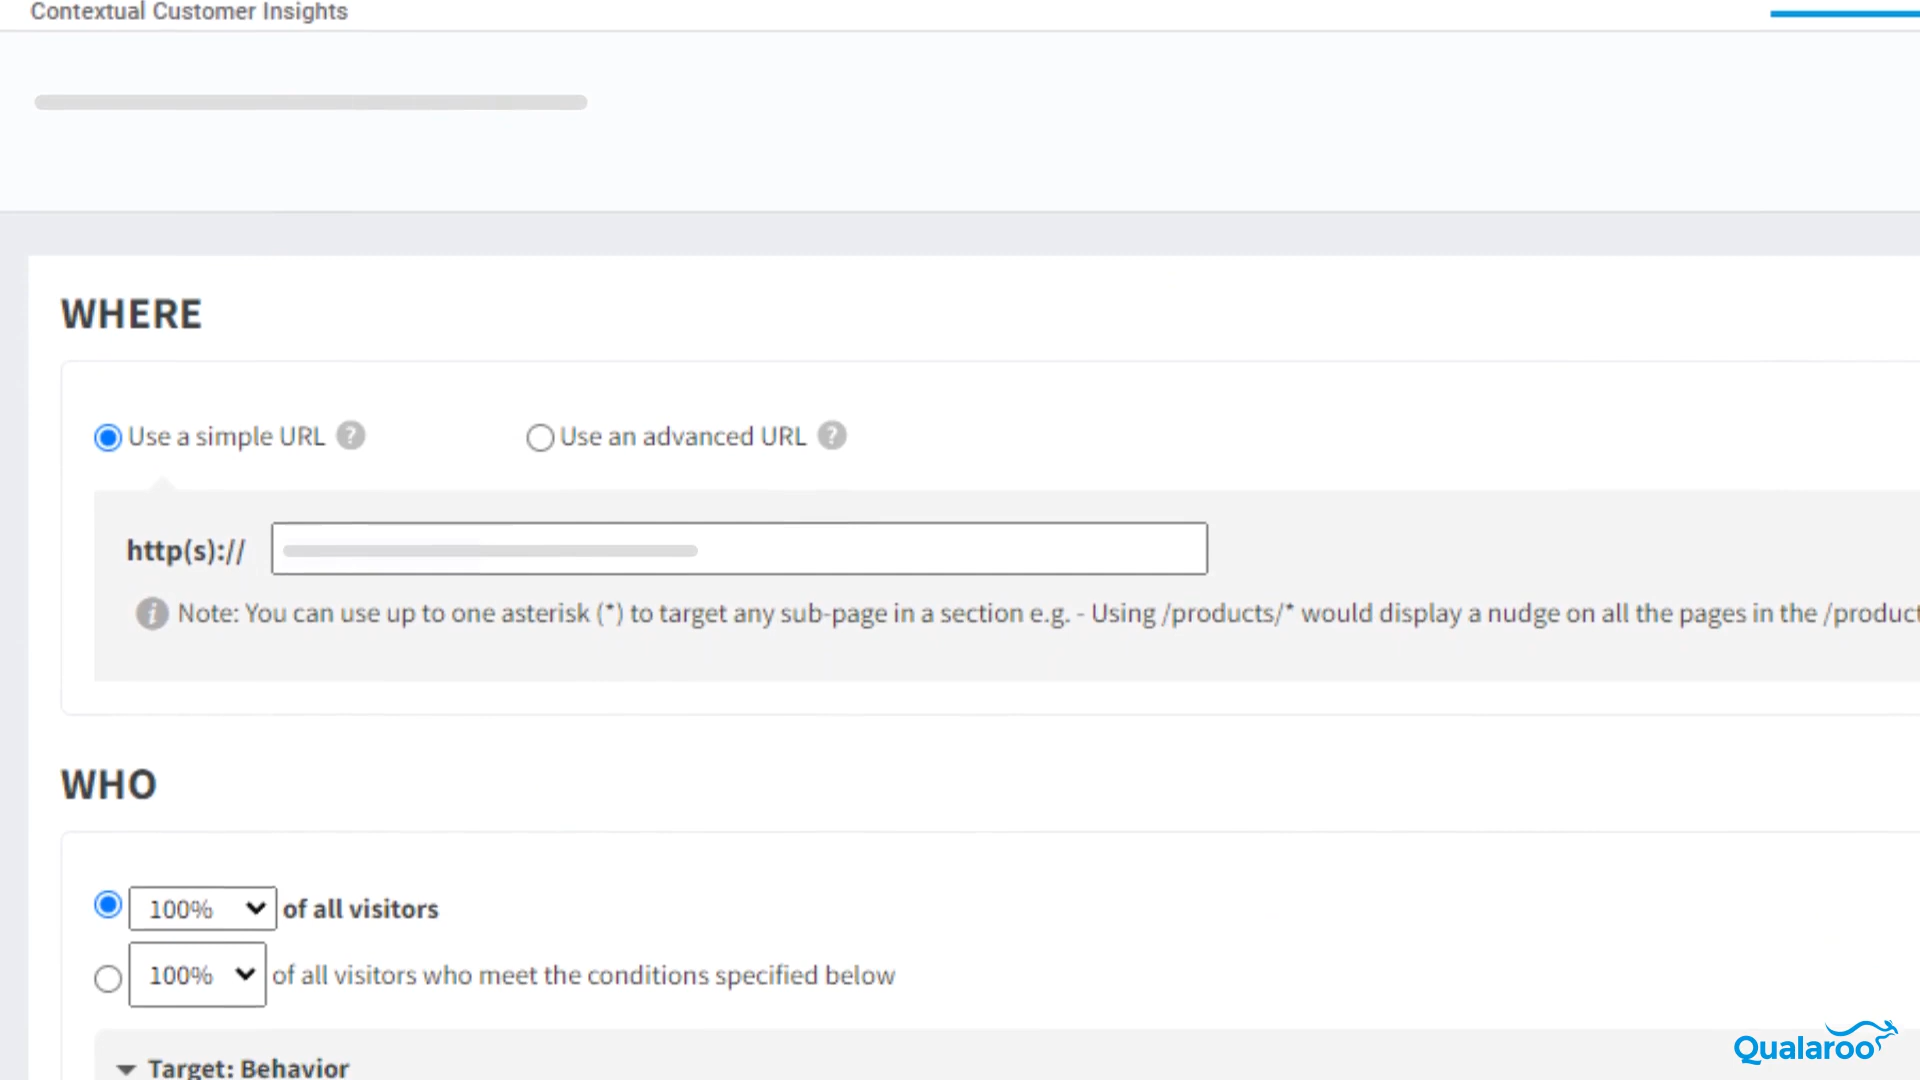 Contextual Customer Insights
WHERE
Use a simple URL ? Use an advanced URL ?
http(s)://
i Note: You can use up to one asterisk (*) to target any sub-page in a section e.g. - Using /products/* would display a nudge on all the pages in the /product
WHO
100% of all visitors
100% of all visitors who meet the conditions specified below
Target: Behavior
Qualaroo